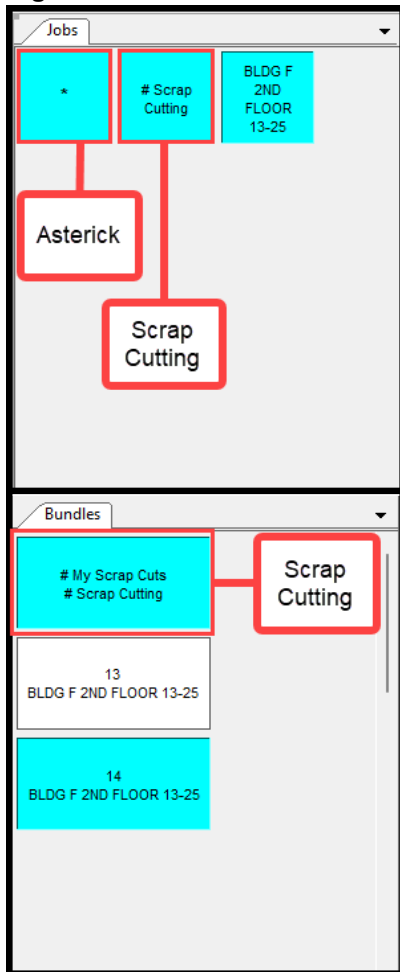 Jobs
*
# Scrap
Cutting
BLDG F
2ND
FLOOR
13-25
Asterick
Scrap
Cutting
Bundles
# My Scrap Cuts
# Scrap Cutting
Scrap
Cutting
13
BLDG F 2ND FLOOR 13-25
14
BLDG F 2ND FLOOR 13-25